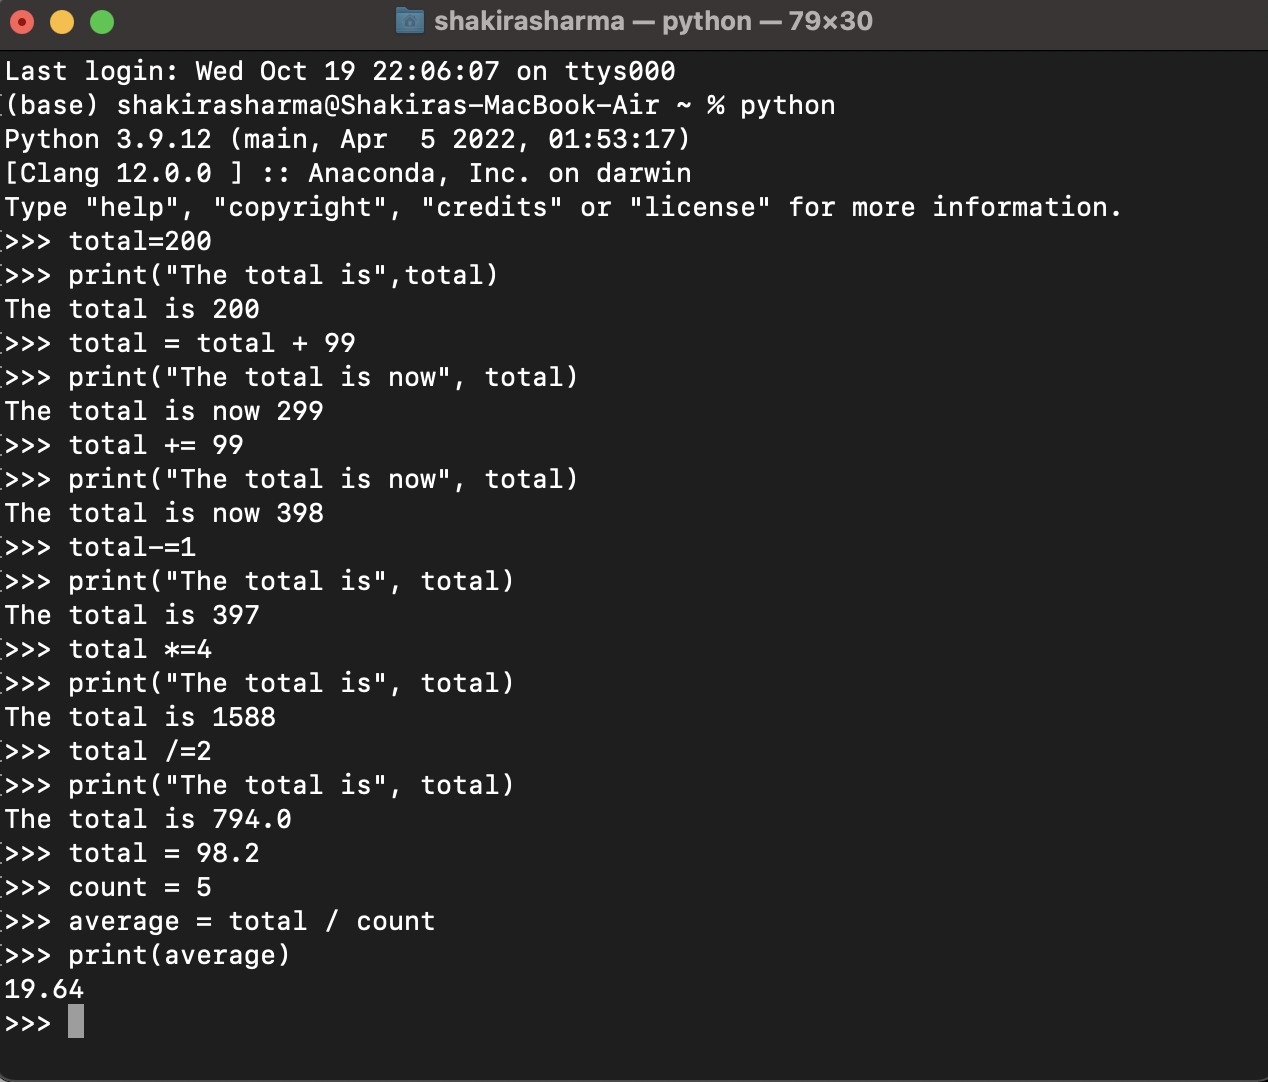 shakirasharma — python — 79×30
Last login: Wed Oct 19 22:06:07 on ttys000
(base) shakirasharma@Shakiras-MacBook-Air ~ % python
Python 3.9.12 (main, Apr  5 2022, 01:53:17)
[Clang 12.0.0 ] :: Anaconda, Inc. on darwin
Type "help", "copyright", "credits" or "license" for more information.
>>> total=200
>>> print("The total is",total)
The total is 200
>>> total = total + 99
>>> print("The total is now", total)
The total is now 299
>>> total += 99
>>> print("The total is now", total)
The total is now 398
>>> total-=1
>>> print("The total is", total)
The total is 397
>>> total *=4
>>> print("The total is", total)
The total is 1588
>>> total /=2
>>> print("The total is", total)
The total is 794.0
>>> total = 98.2
>>> count = 5
>>> average = total / count
>>> print(average)
19.64
>>>